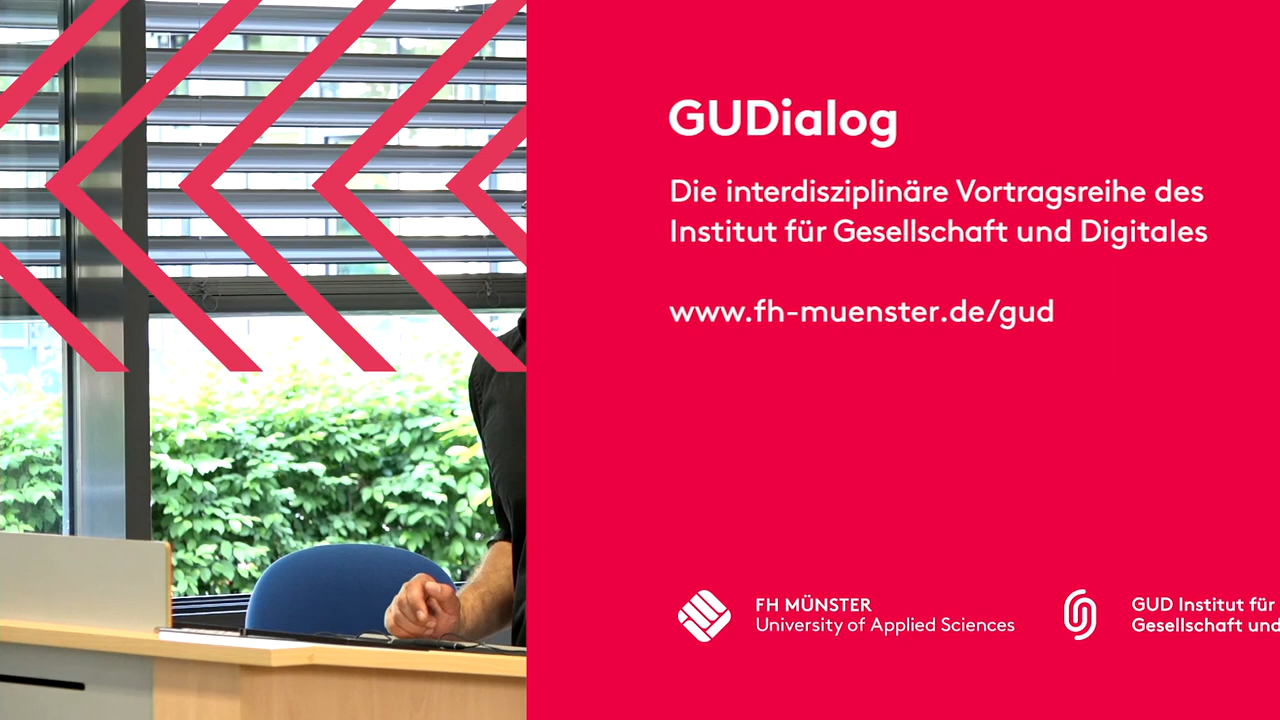 GUDialog
Die interdisziplinäre Vortragsreihe des
Institut für Gesellschaft und Digitales
www.fh-muenster.de/gud
FH MÜNSTER
University of Applied Sciences
GUD Institut für
Gesellschaft und